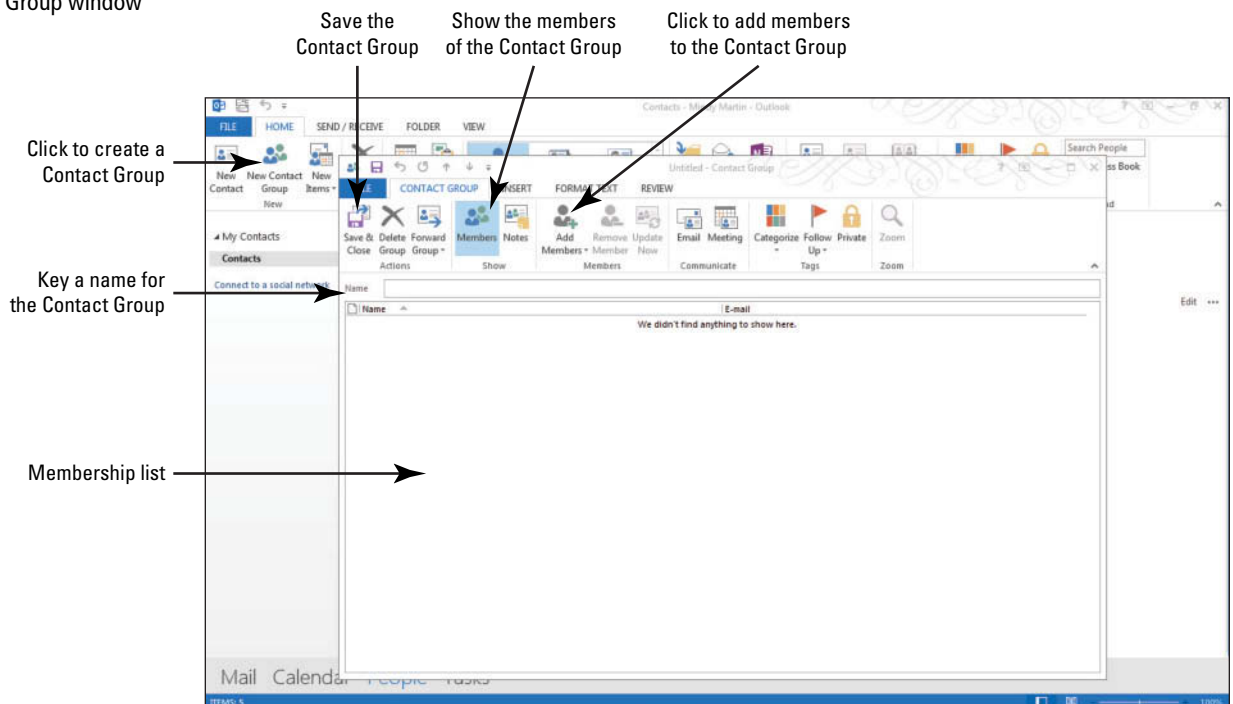 Group window
Save the
Contact Group
Show the members
of the Contact Group
Click to add members
to the Contact Group
Click to create a
Contact Group
Key a name for
the Contact Group
Membership list
Contacts - Mindy Martin - Outlook
FILE HOME SEND / RECEIVE FOLDER VIEW
Search People
New Contact
New Contact Group
New Items
New
My Contacts
Contacts
Connect to a social network
Untitled - Contact Group
CONTACT GROUP INSERT FORMAT TEXT REVIEW
Save & Close
Delete Group
Forward Group
Members
Notes
Add Members
Remove Member
Update Now
Email
Meeting
Categorize
Follow Up
Private
Zoom
Actions Show Members Communicate Tags Zoom
Name
Name E-mail
We didn't find anything to show here.
ss Book
Edit
Mail Calendar People Tasks
ITEMS: 5
100%